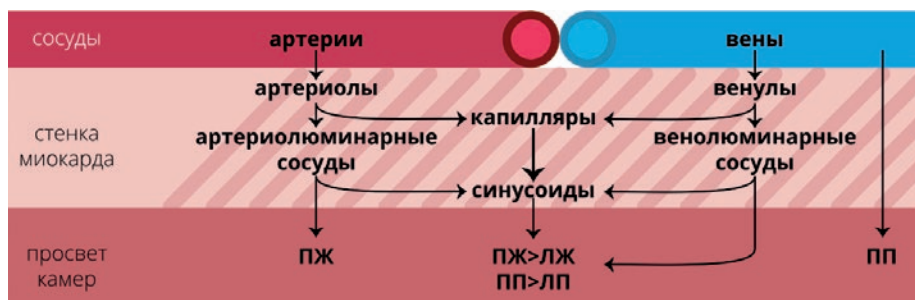 сосуды
артерии
вены
артериолы
венулы
капилляры
стенка
миокарда
артериолюминарные
сосуды
венолюминарные
сосуды
синусоиды
просвет
камер
ПЖ
ПЖ>ЛЖ
ПП>ЛП
ПП